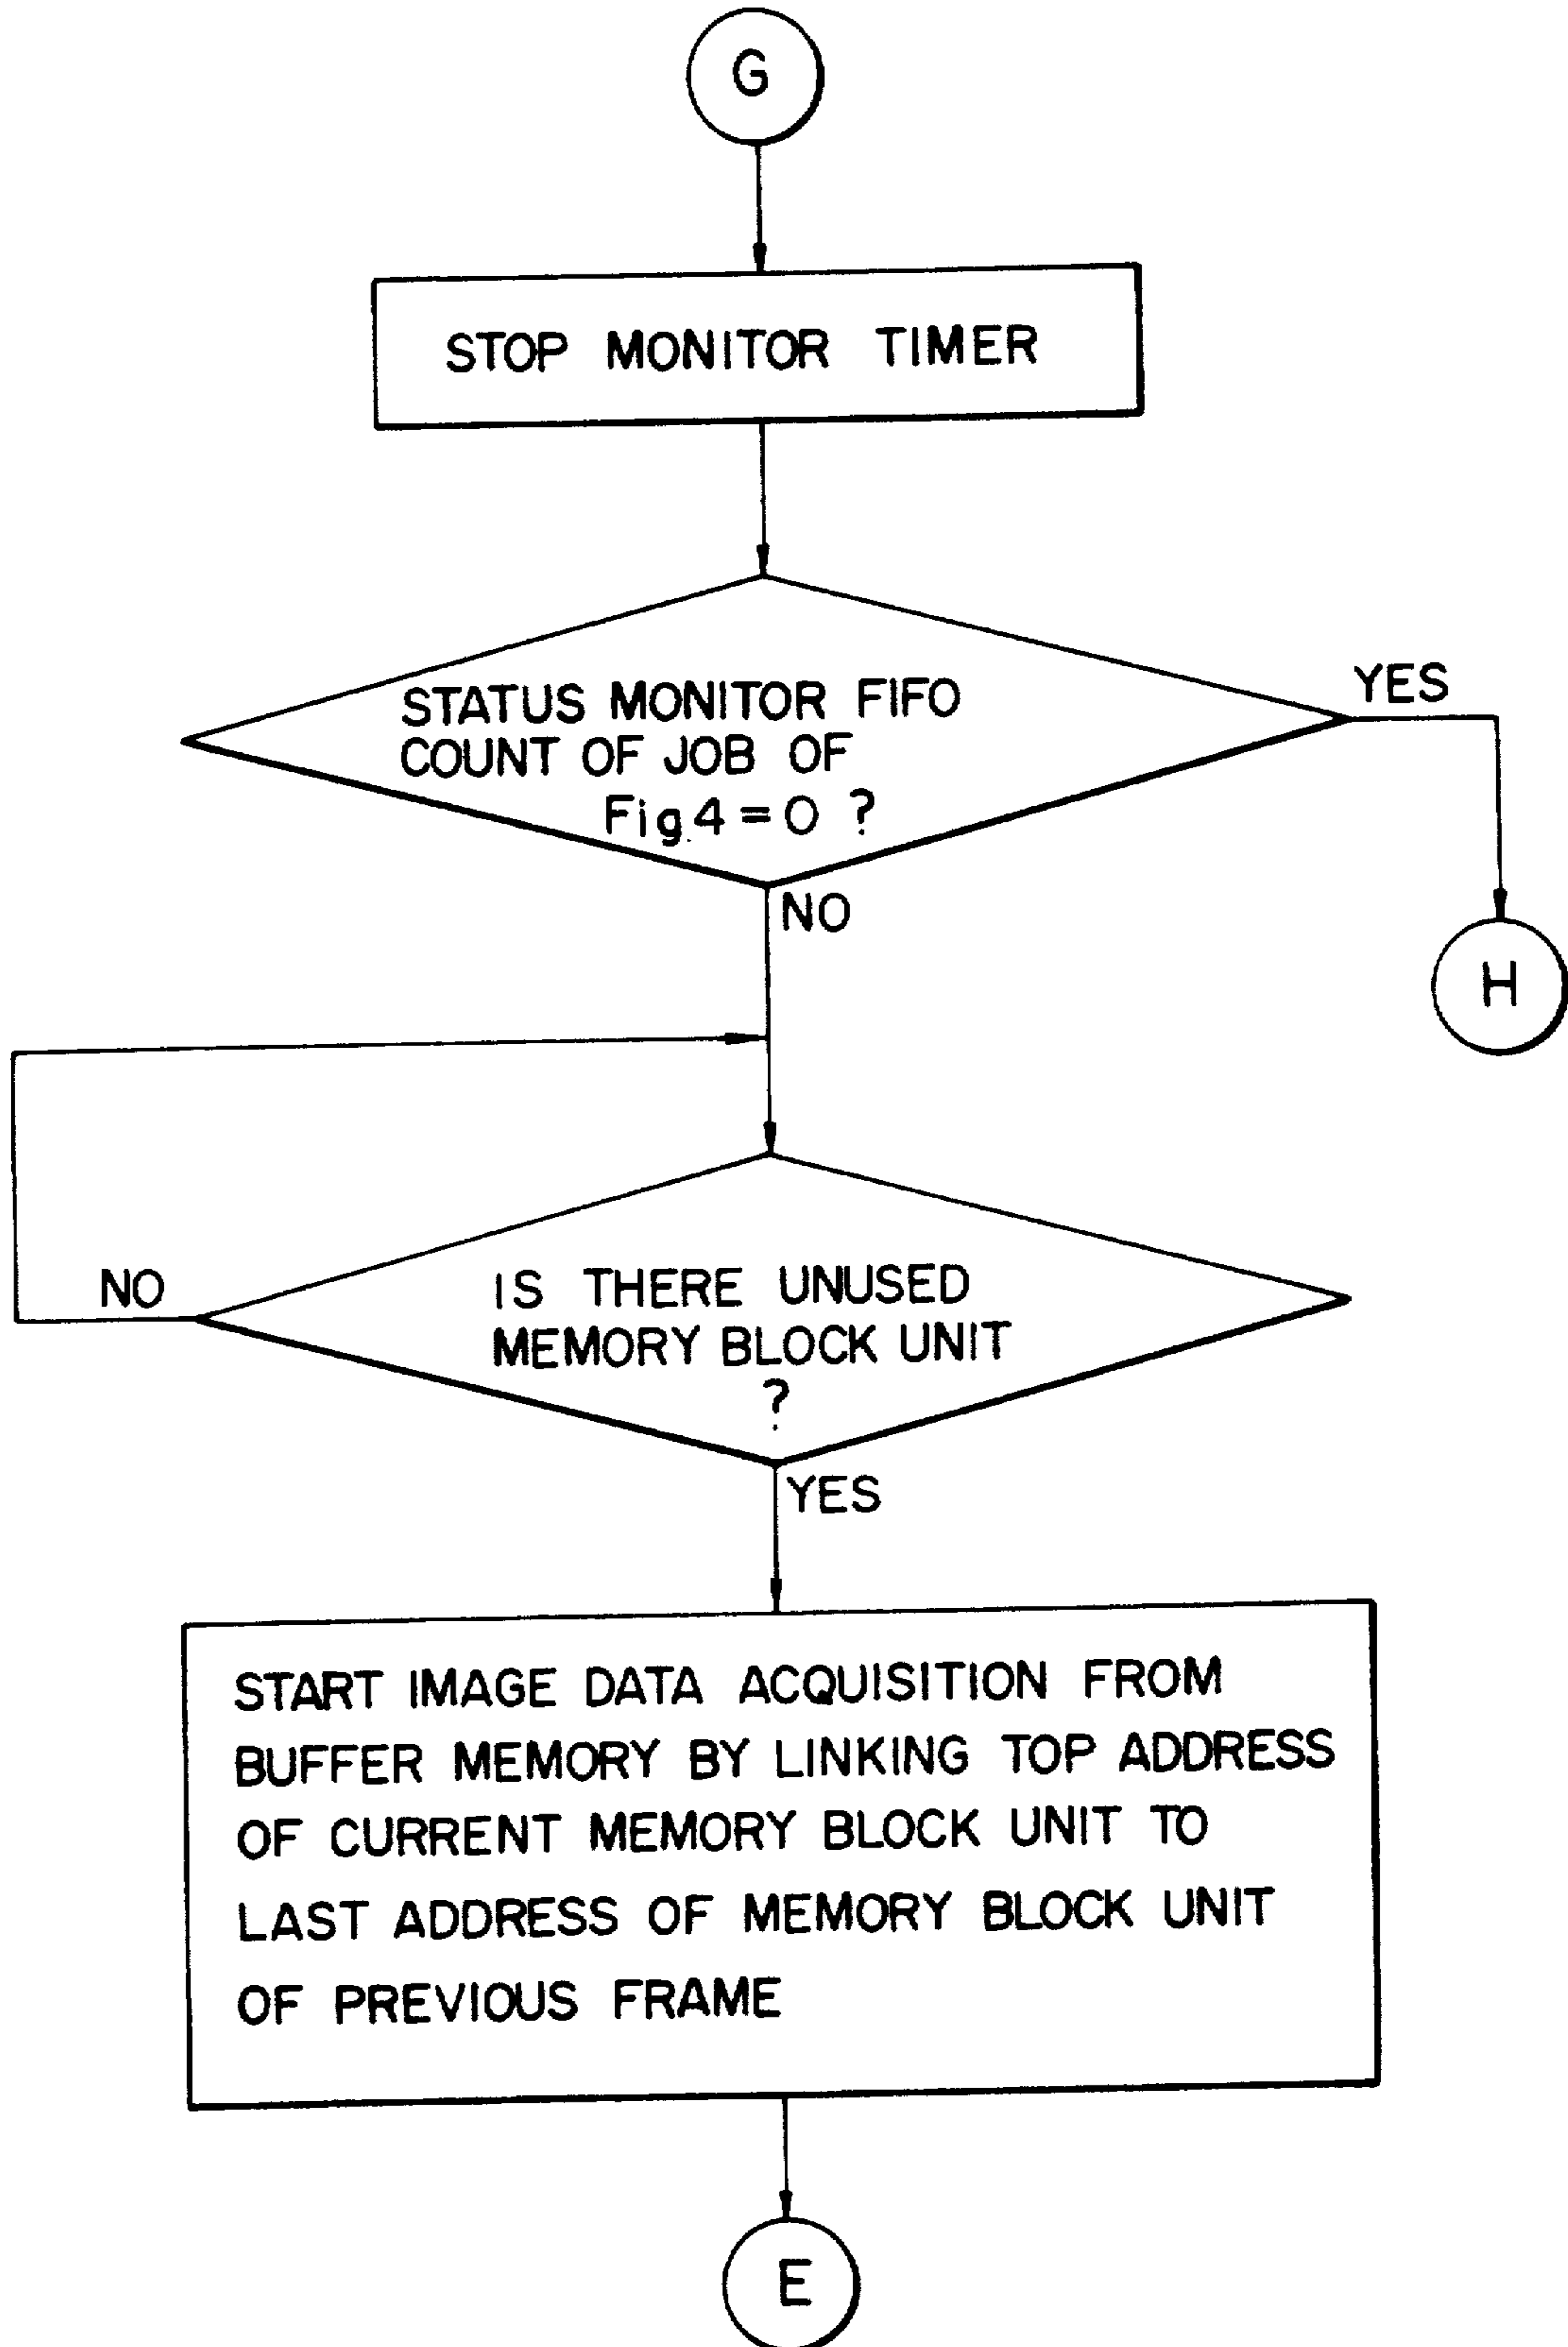 G
STOP MONITOR TIMER
STATUS MONITOR FIFO
COUNT OF JOB OF
Fig.4=0 ?
YES
NO
H
IS THERE UNUSED
MEMORY BLOCK UNIT
?
NO
YES
START IMAGE DATA ACQUISITION FROM
BUFFER MEMORY BY LINKING TOP ADDRESS
OF CURRENT MEMORY BLOCK UNIT TO
LAST ADDRESS OF MEMORY BLOCK UNIT
OF PREVIOUS FRAME
E